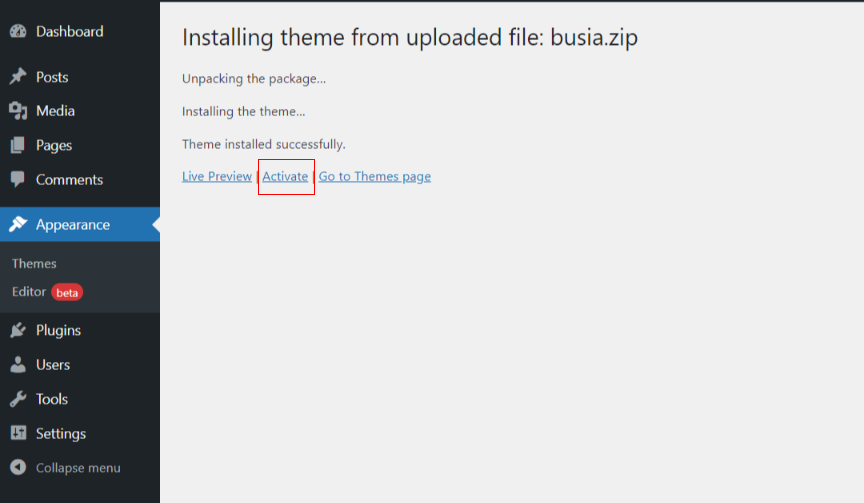 Dashboard
Posts
Media
Pages
Comments
Appearance
Themes
Editor beta
Plugins
Users
Tools
Settings
Collapse menu
Installing theme from uploaded file: busia.zip
Unpacking the package…
Installing the theme…
Theme installed successfully.
Live Preview | Activate | Go to Themes page